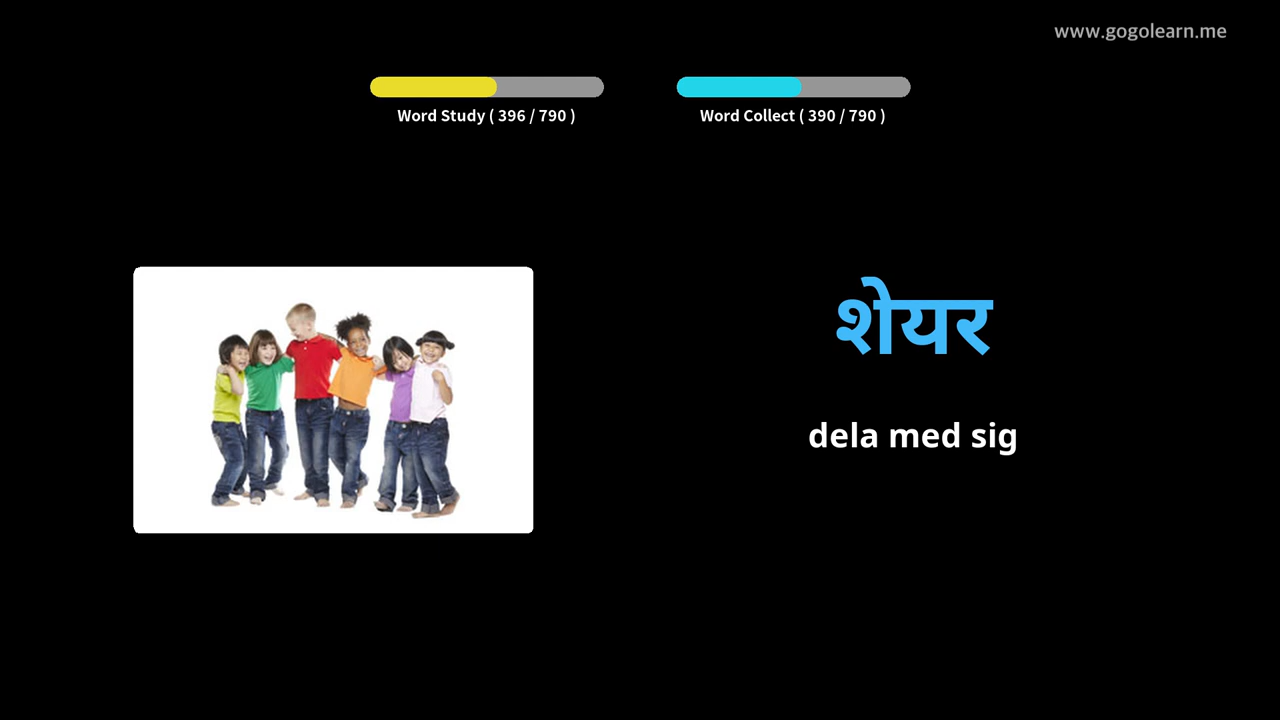 www.gogolearn.me
Word Study ( 396 / 790 )
Word Collect ( 390 / 790 )
शेयर
dela med sig